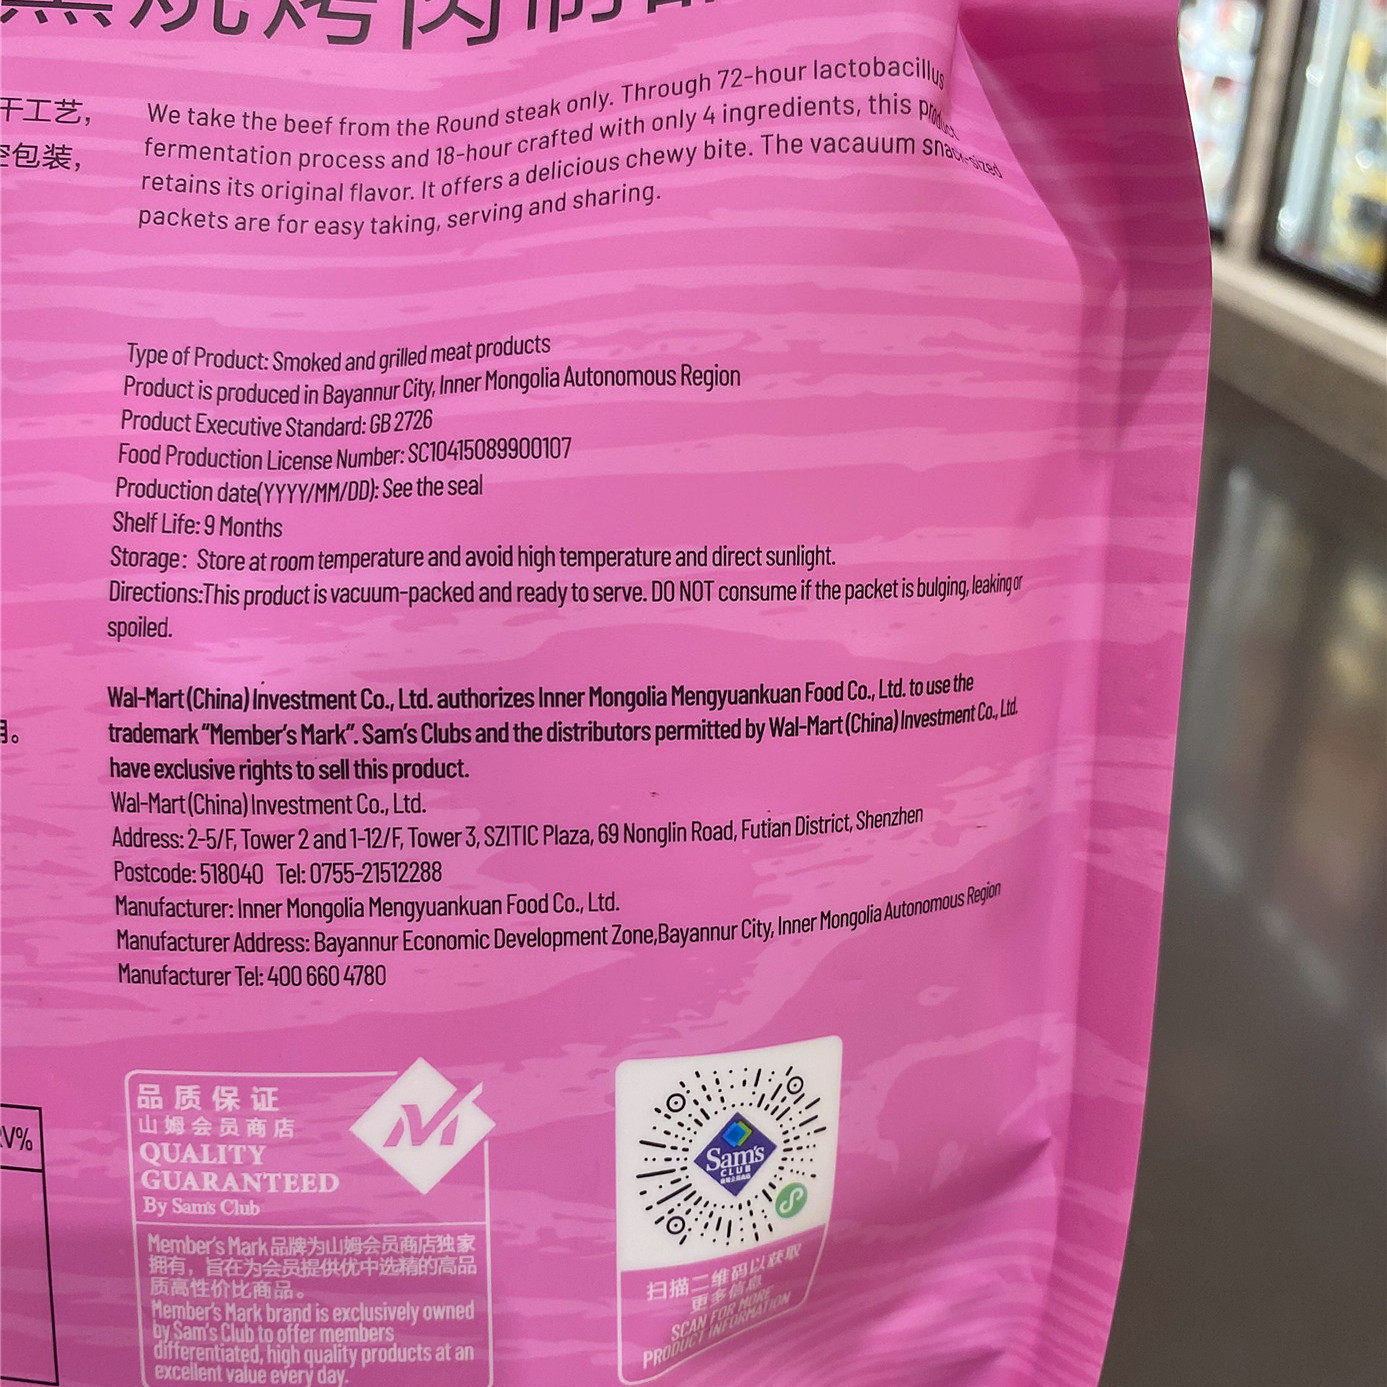 熏烧烤肉制品
干工艺，
空包装，
We take the beef from the Round steak only. Through 72-hour lactobacillus
fermentation process and 18-hour crafted with only 4 ingredients, this product
retains its original flavor. It offers a delicious chewy bite. The vacauum snack-sized
packets are for easy taking, serving and sharing.
Type of Product: Smoked and grilled meat products
Product is produced in Bayannur City, Inner Mongolia Autonomous Region
Product Executive Standard: GB 2726
Food Production License Number: SC10415089900107
Production date(YYYY/MM/DD): See the seal
Shelf Life: 9 Months
Storage: Store at room temperature and avoid high temperature and direct sunlight.
Directions:This product is vacuum-packed and ready to serve. DO NOT consume if the packet is bulging, leaking or
spoiled.
Wal-Mart (China) Investment Co., Ltd. authorizes Inner Mongolia Mengyuankuan Food Co., Ltd. to use the
trademark “Member's Mark”. Sam's Clubs and the distributors permitted by Wal-Mart (China) Investment Co., Ltd.
have exclusive rights to sell this product.
Wal-Mart (China) Investment Co., Ltd.
Address: 2-5/F, Tower 2 and 1-12/F, Tower 3, SZITIC Plaza, 69 Nonglin Road, Futian District, Shenzhen
Postcode: 518040 Tel: 0755-21512288
Manufacturer: Inner Mongolia Mengyuankuan Food Co., Ltd.
Manufacturer Address: Bayannur Economic Development Zone,Bayannur City, Inner Mongolia Autonomous Region
Manufacturer Tel: 400 660 4780
V%
品质保证
山姆会员商店
QUALITY
GUARANTEED
By Sam's Club
Member's Mark 品牌为山姆会员商店独家
拥有，旨在为会员提供优中选精的高品
质高性价比商品。
Member's Mark brand is exclusively owned
by Sam's Club to offer members
differentiated, high quality products at an
excellent value every day.
Sam's
CLUB
扫描二维码以获取
更多信息
SCAN FOR MORE
PRODUCT INFORMATION